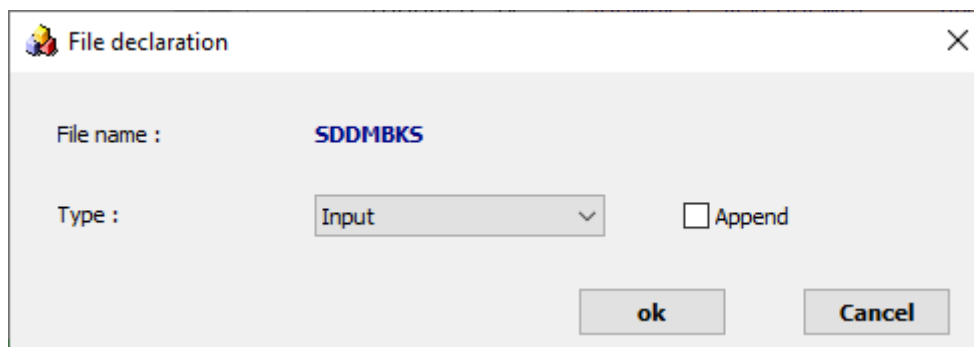 File declaration
File name : SDDMBKS
Type : Input Append
ok Cancel